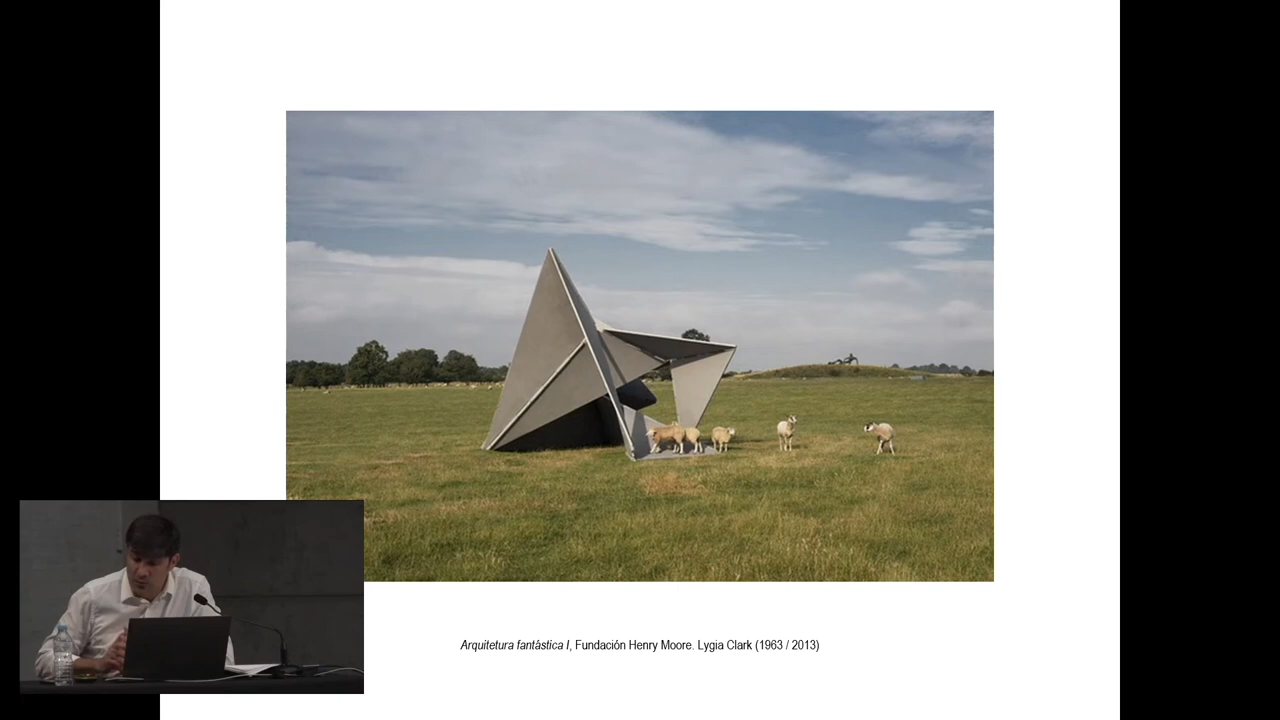 Arquitetura fantástica I, Fundación Henry Moore. Lygia Clark (1963 / 2013)